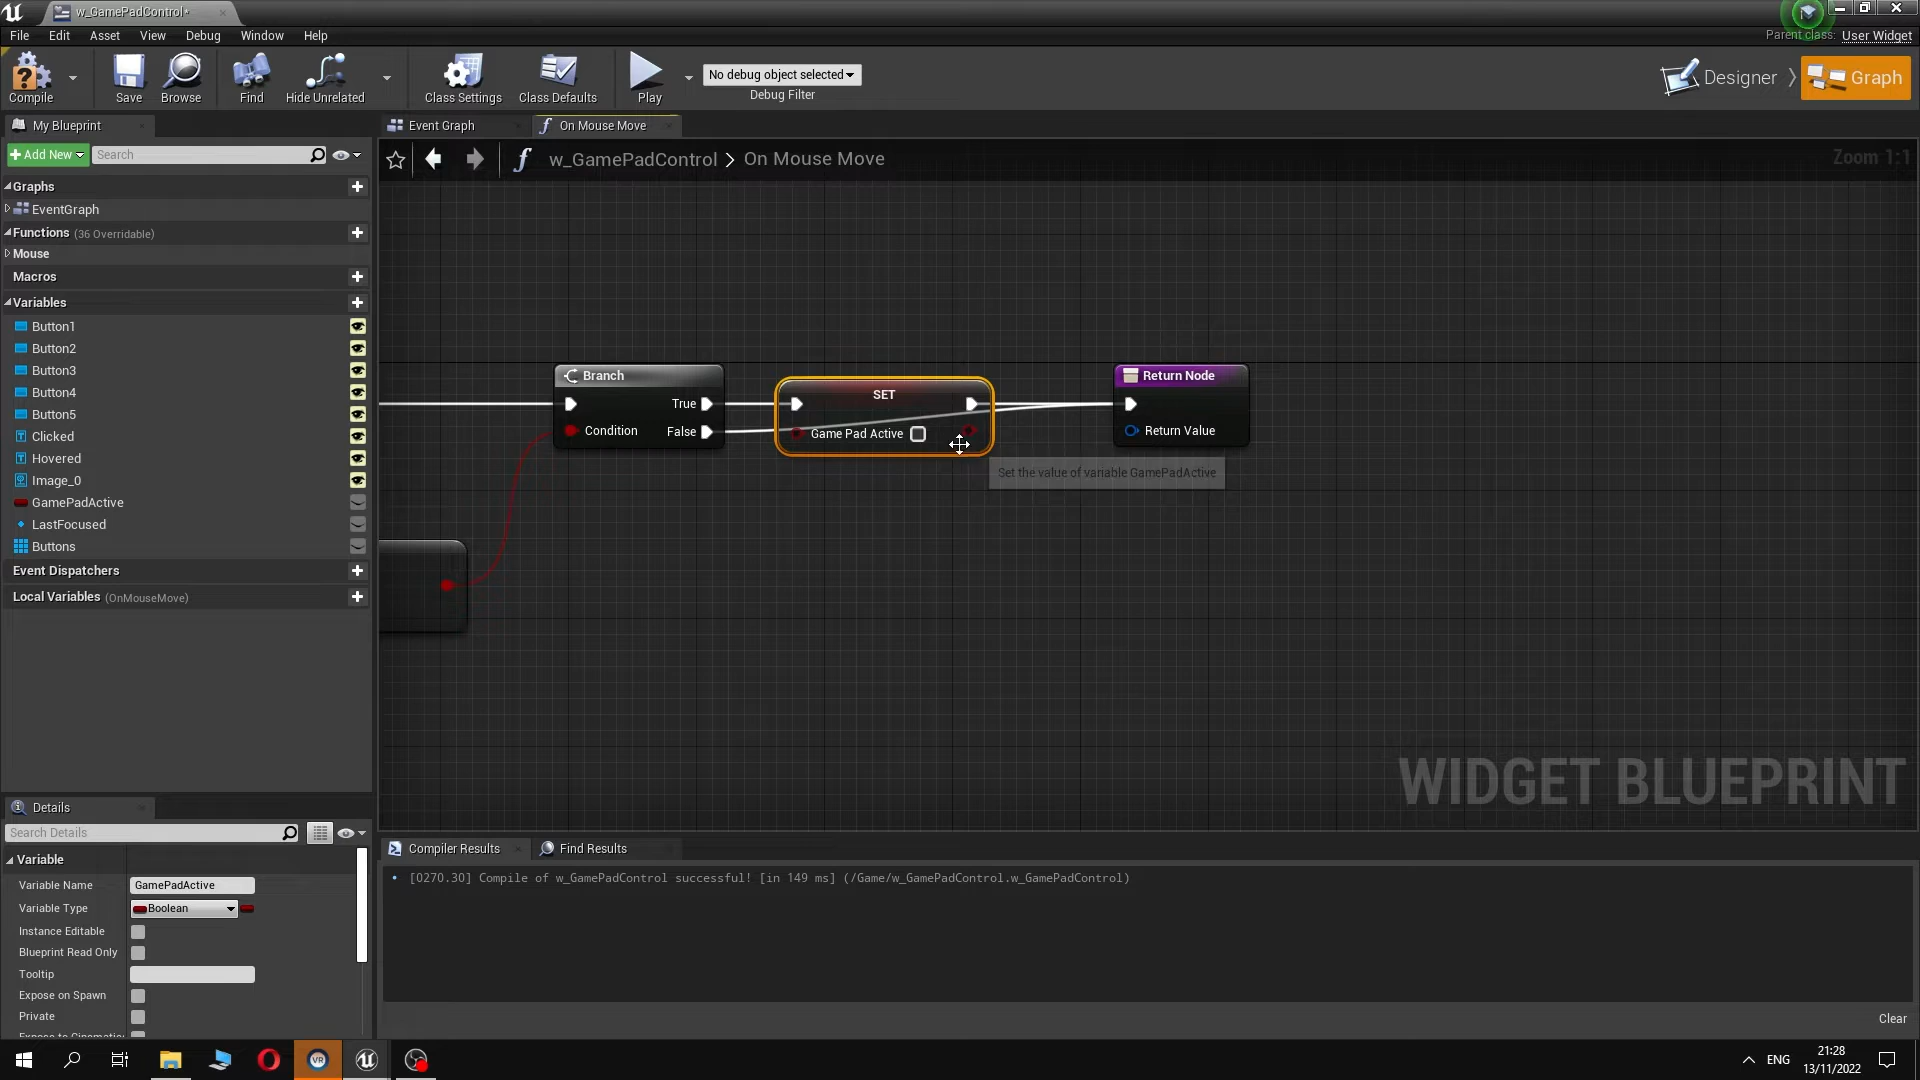 w_GamePadControl*
File Edit Asset View Debug Window Help
Parent class: User Widget
Compile
Save
Browse
Find
Hide Unrelated
Class Settings
Class Defaults
Play
No debug object selected
Debug Filter
Designer
Graph
My Blueprint
Event Graph
On Mouse Move
Add New
Search
w_GamePadControl > On Mouse Move
Zoom 1:1
Graphs
EventGraph
Functions (36 Overridable)
Mouse
Macros
Variables
Button1
Button2
Button3
Button4
Button5
Clicked
Hovered
Image_0
GamePadActive
LastFocused
Buttons
Event Dispatchers
Local Variables (OnMouseMove)
Branch
True
Condition
False
SET
Game Pad Active
Return Node
Return Value
Set the value of variable GamePadActive
WIDGET BLUEPRINT
Details
Search Details
Variable
Variable Name GamePadActive
Variable Type Boolean
Instance Editable
Blueprint Read Only
Tooltip
Expose on Spawn
Private
Compiler Results
Find Results
[0270.30] Compile of w_GamePadControl successful! [in 149 ms] (/Game/w_GamePadControl.w_GamePadControl)
Clear
VR
ENG
21:28
13/11/2022